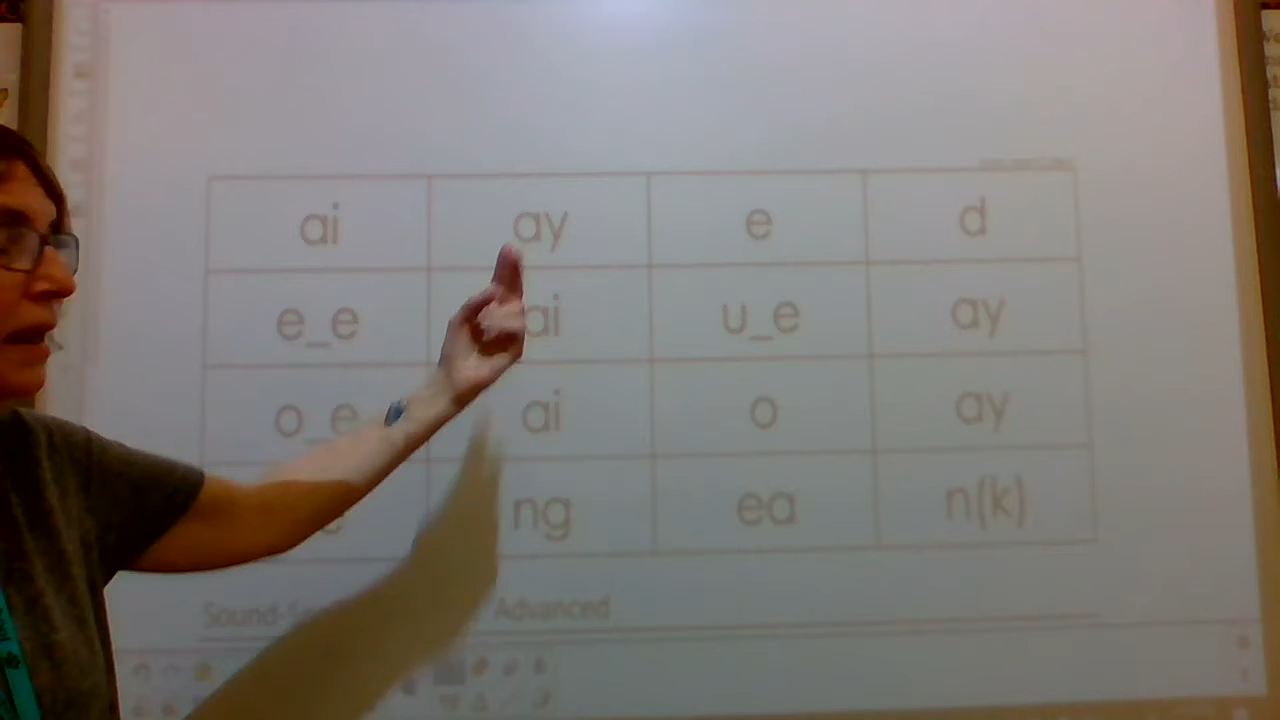 ai ay e d
e_e ai u_e ay
o_e ai o ay
e ng ea n(k)
Advanced